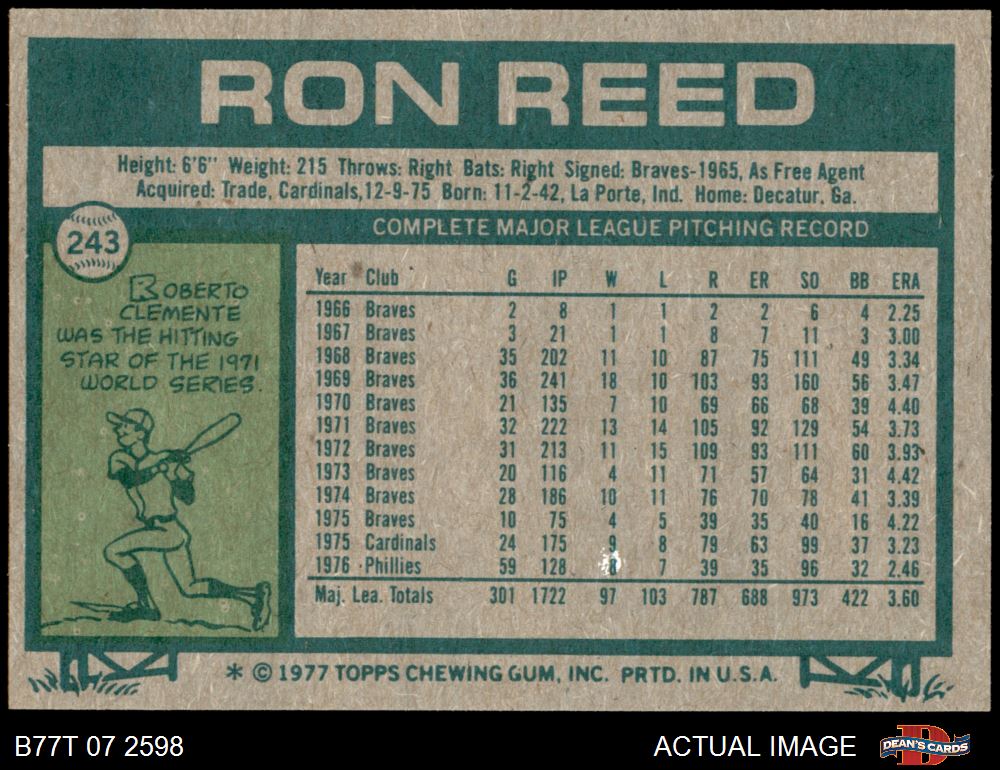 RON REED
Height: 6'6" Weight: 215 Throws: Right Bats: Right Signed: Braves-1965, As Free Agent
Acquired: Trade, Cardinals,12-9-75 Born: 11-2-42, La Porte, Ind. Home: Decatur, Ga.
243
COMPLETE MAJOR LEAGUE PITCHING RECORD
ROBERTO
CLEMENTE
WAS THE HITTING
STAR OF THE 1971
WORLD SERIES.
Year Club G IP W L R ER SO BB ERA
1966 Braves 2 8 1 1 2 2 6 4 2.25
1967 Braves 3 21 1 1 8 7 11 3 3.00
1968 Braves 35 202 11 10 87 75 111 49 3.34
1969 Braves 36 241 18 10 103 93 160 56 3.47
1970 Braves 21 135 7 10 69 66 68 39 4.40
1971 Braves 32 222 13 14 105 92 129 54 3.73
1972 Braves 31 213 11 15 109 93 111 60 3.93
1973 Braves 20 116 4 11 71 57 64 31 4.42
1974 Braves 28 186 10 11 76 70 78 41 3.39
1975 Braves 10 75 4 5 39 35 40 16 4.22
1975 Cardinals 24 175 9 8 79 63 99 37 3.23
1976 Phillies 59 128 8 7 39 35 96 32 2.46
Maj. Lea. Totals 301 1722 97 103 787 688 973 422 3.60
* © 1977 TOPPS CHEWING GUM, INC. PRTD. IN U.S.A.
B77T 07 2598
ACTUAL IMAGE
D
DEAN'S CARDS